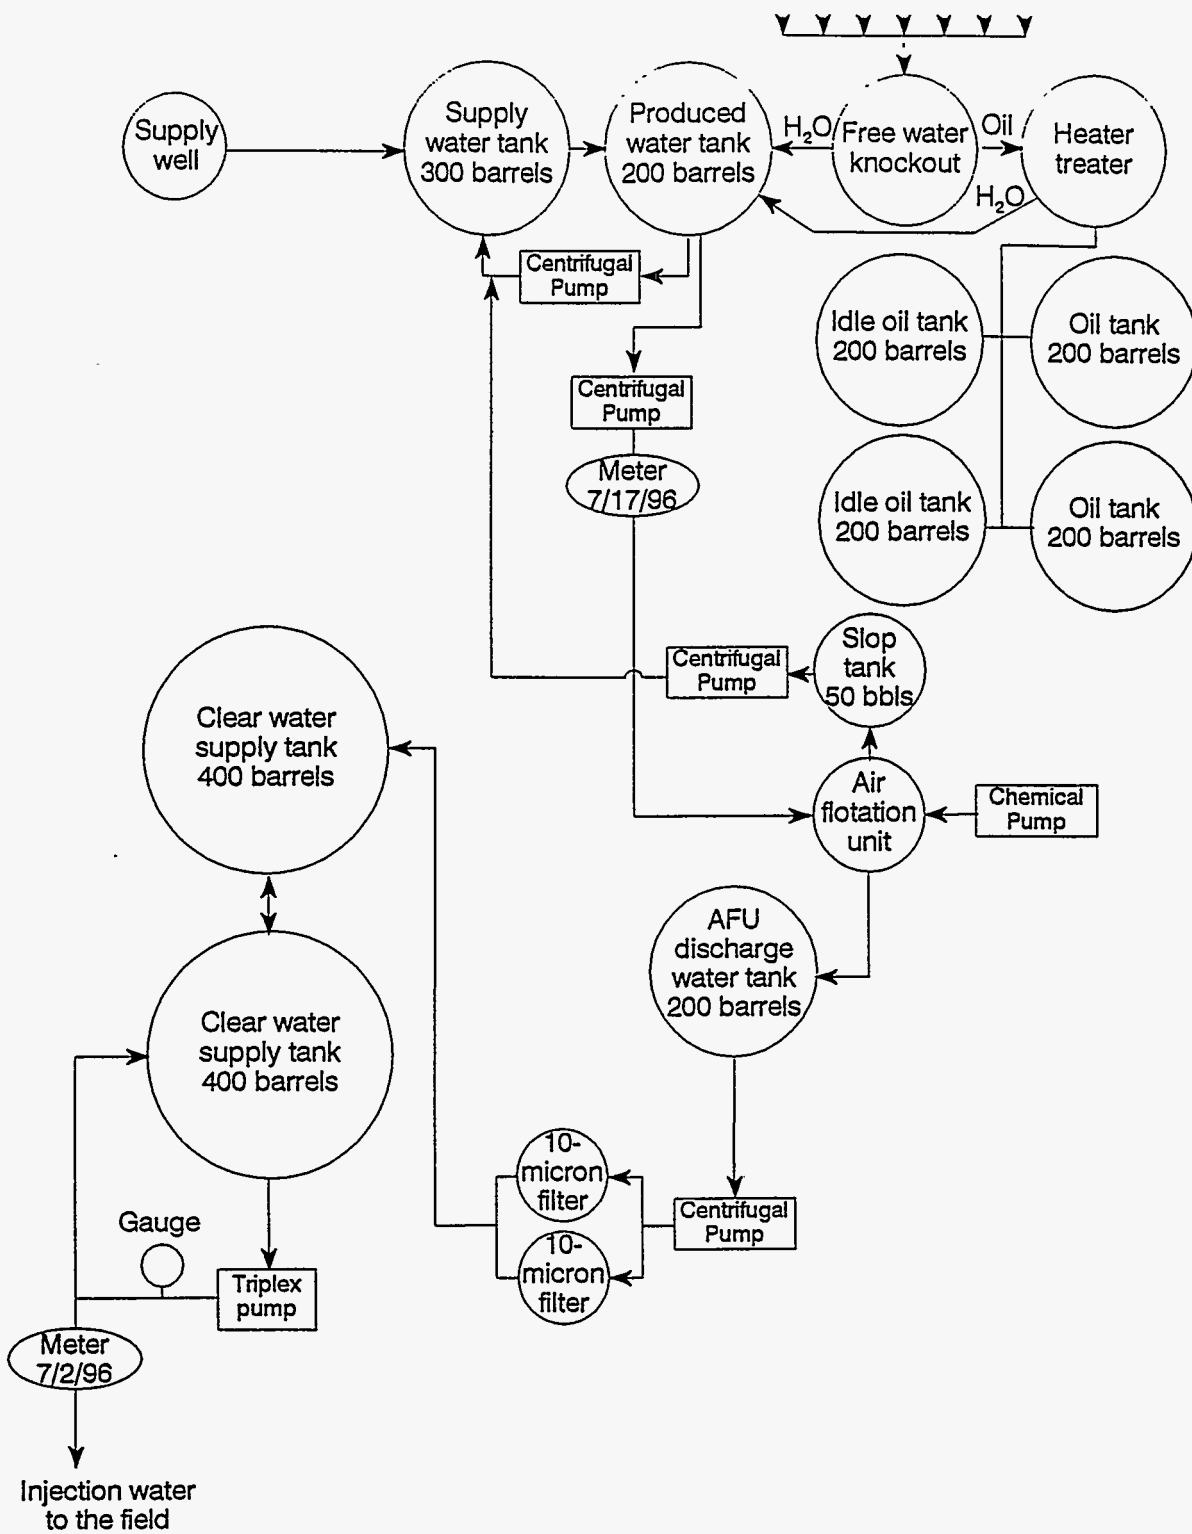 Supply
well
Supply
water tank
300 barrels
Produced
water tank
200 barrels
H₂O
Free water
knockout
Oil
Heater
treater
H₂O
Centrifugal
Pump
Centrifugal
Pump
Meter
7/17/96
Idle oil tank
200 barrels
Oil tank
200 barrels
Idle oil tank
200 barrels
Oil tank
200 barrels
Centrifugal
Pump
Slop
tank
50 bbls
Clear water
supply tank
400 barrels
Air
flotation
unit
Chemical
Pump
AFU
discharge
water tank
200 barrels
Clear water
supply tank
400 barrels
10-
micron
filter
10-
micron
filter
Centrifugal
Pump
Gauge
Triplex
pump
Meter
7/2/96
Injection water
to the field